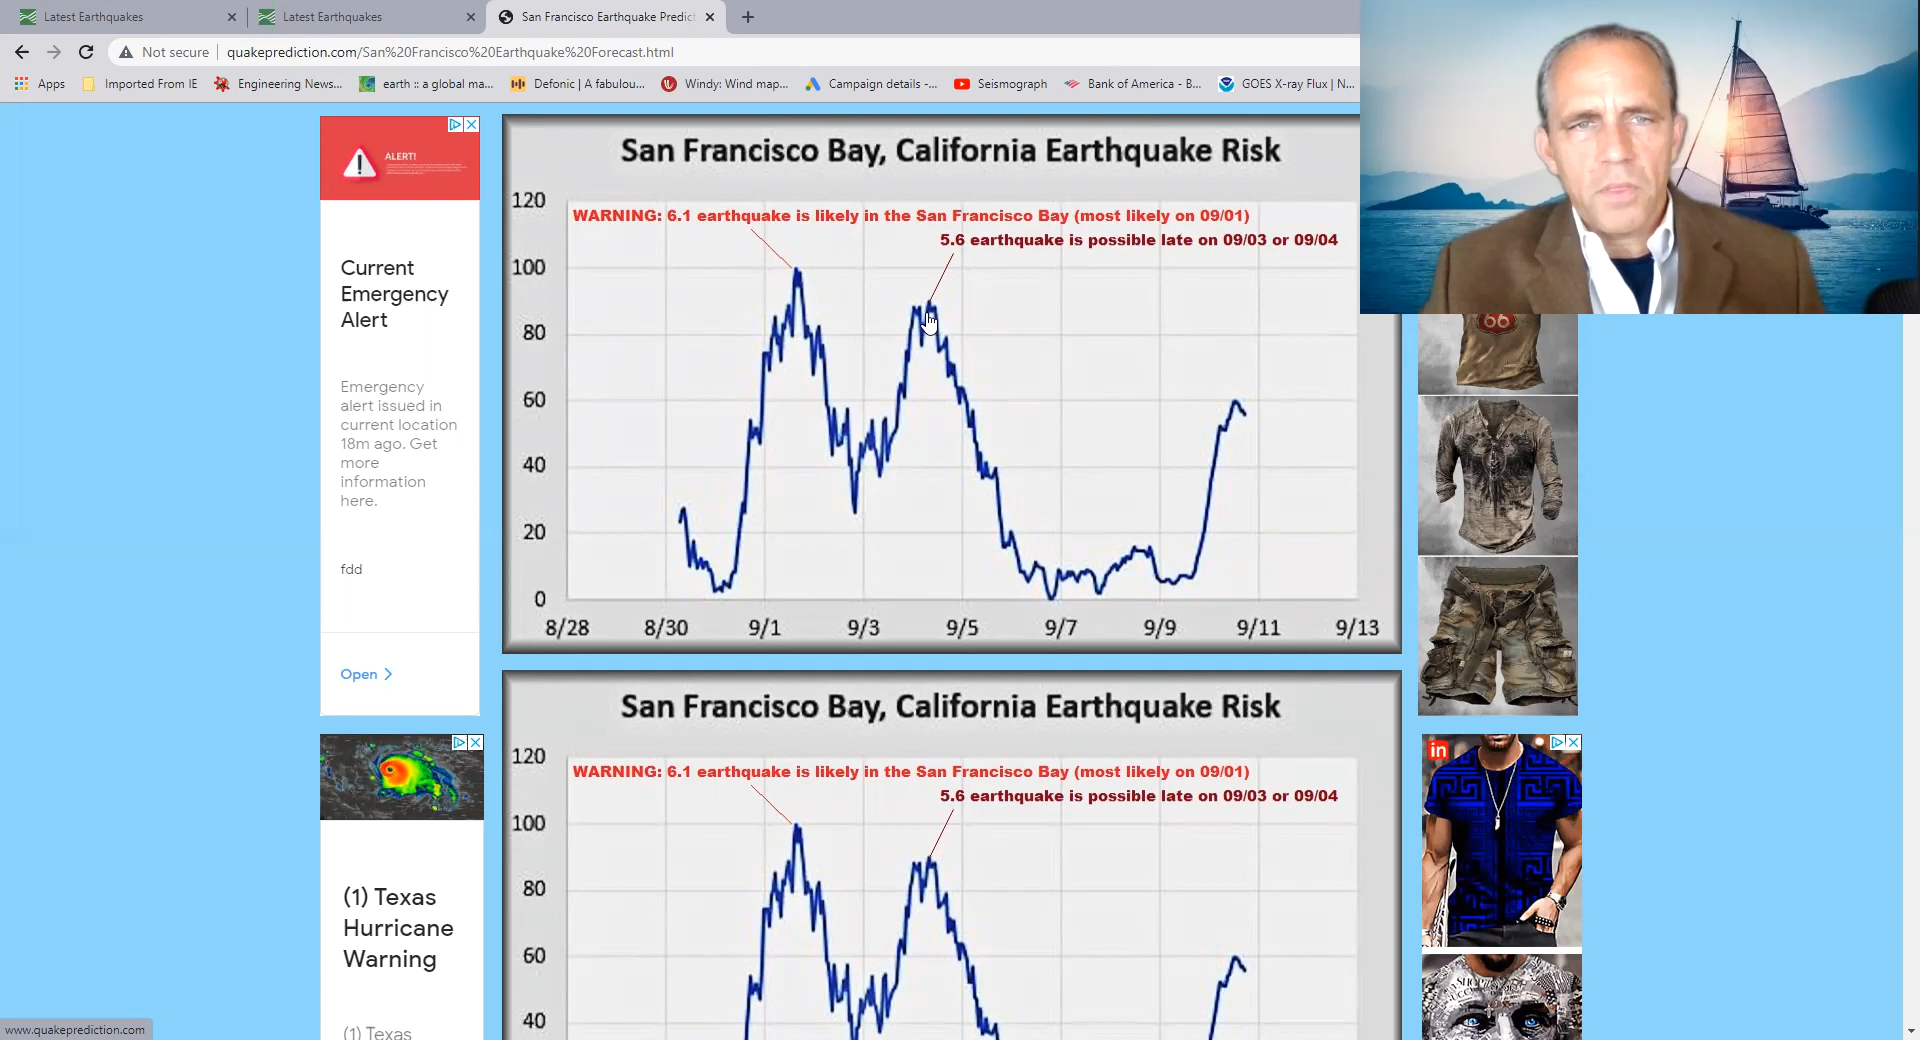 Latest Earthquakes
Latest Earthquakes
San Francisco Earthquake Predict
Not secure
quakeprediction.com/San%20Francisco%20Earthquake%20Forecast.html
Apps
Imported From IE
Engineering News...
earth :: a global ma...
Defonic | A fabulou...
Windy: Wind map...
Campaign details -...
Seismograph
Bank of America - B...
GOES X-ray Flux | N...
ALERT!
Current
Emergency
Alert
Emergency
alert issued in
current location
18m ago. Get
more
information
here.
fdd
Open
San Francisco Bay, California Earthquake Risk
WARNING: 6.1 earthquake is likely in the San Francisco Bay (most likely on 09/01)
5.6 earthquake is possible late on 09/03 or 09/04
120
100
80
60
40
20
0
8/28
8/30
9/1
9/3
9/5
9/7
9/9
9/11
9/13
66
(1) Texas
Hurricane
Warning
(1) Texas
San Francisco Bay, California Earthquake Risk
WARNING: 6.1 earthquake is likely in the San Francisco Bay (most likely on 09/01)
5.6 earthquake is possible late on 09/03 or 09/04
120
100
80
60
40
in
www.quakeprediction.com